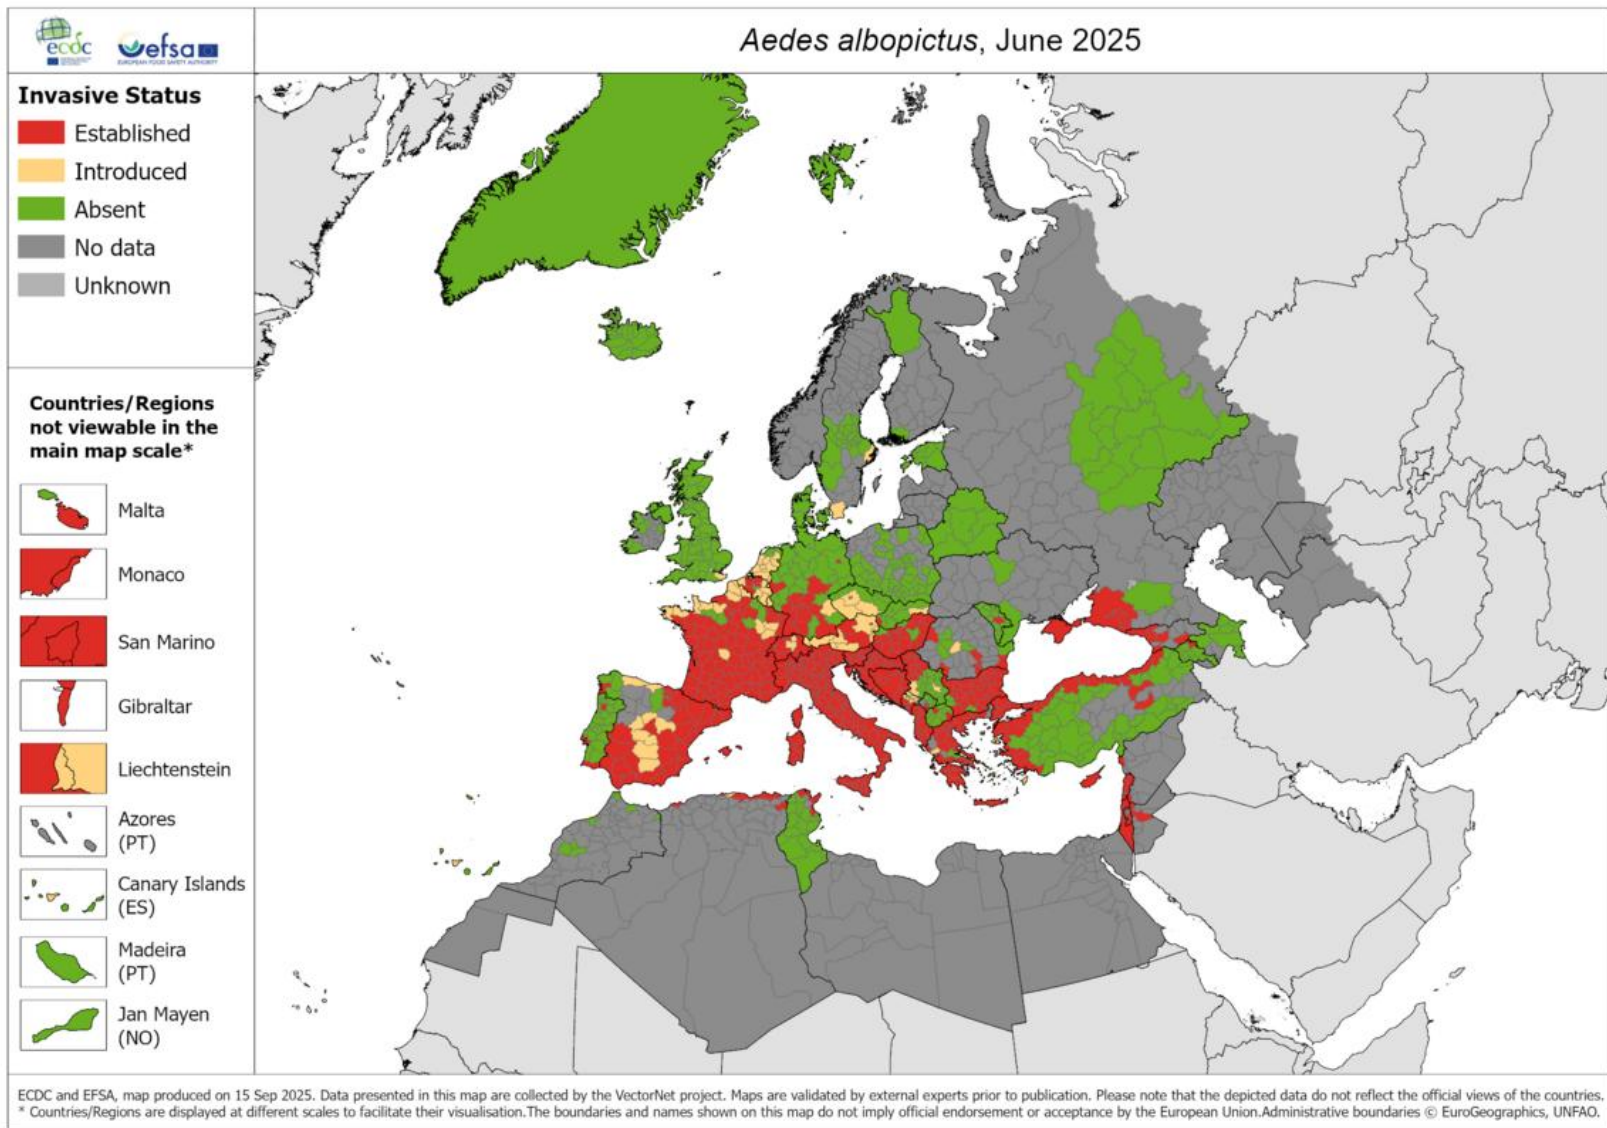 ecdc
efsa
EUROPEAN FOOD SAFETY AUTHORITY
Aedes albopictus, June 2025
Invasive Status
Established
Introduced
Absent
No data
Unknown
Countries/Regions
not viewable in the
main map scale*
Malta
Monaco
San Marino
Gibraltar
Liechtenstein
Azores
(PT)
Canary Islands
(ES)
Madeira
(PT)
Jan Mayen
(NO)
ECDC and EFSA, map produced on 15 Sep 2025. Data presented in this map are collected by the VectorNet project. Maps are validated by external experts prior to publication. Please note that the depicted data do not reflect the official views of the countries.
* Countries/Regions are displayed at different scales to facilitate their visualisation.The boundaries and names shown on this map do not imply official endorsement or acceptance by the European Union.Administrative boundaries © EuroGeographics, UNFAO.